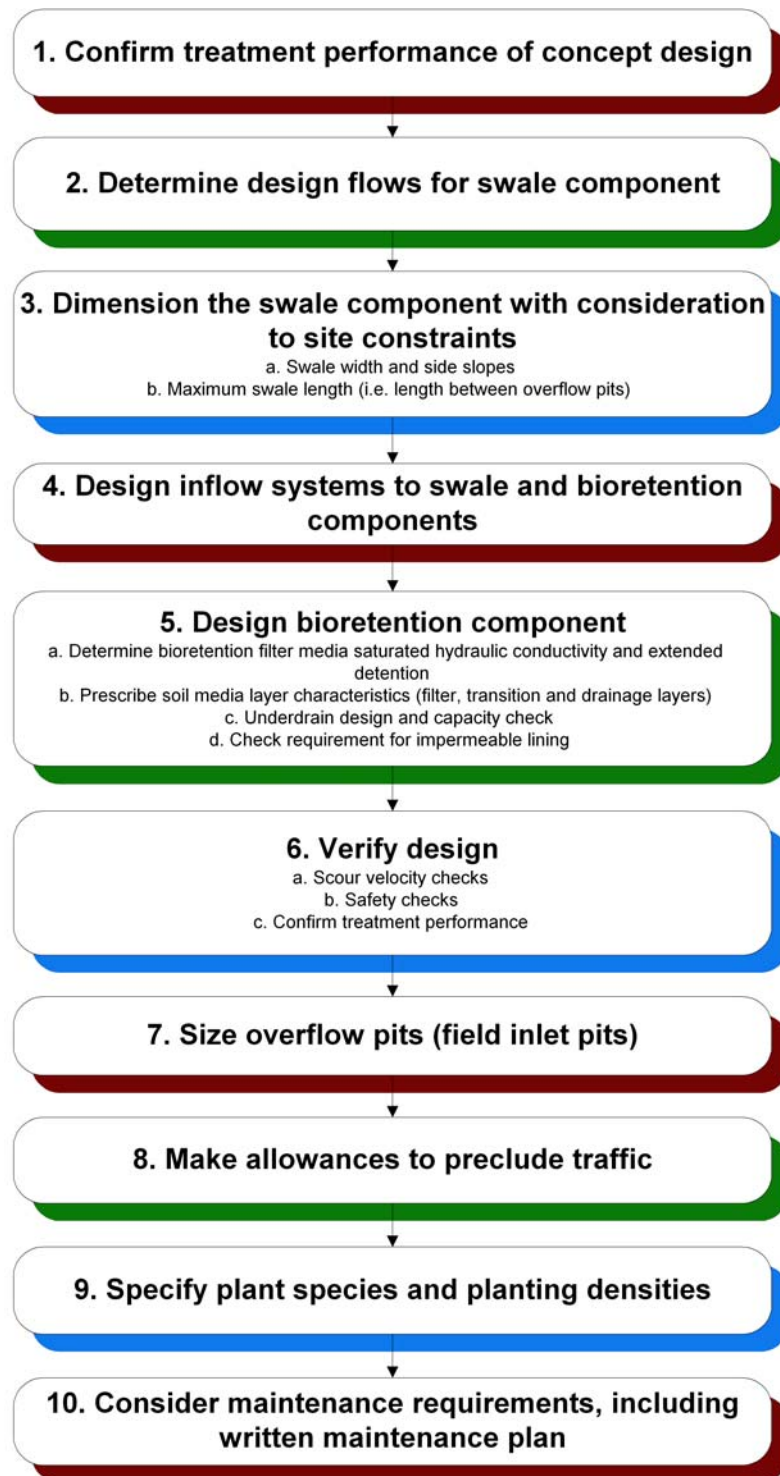 1. Confirm treatment performance of concept design
2. Determine design flows for swale component
3. Dimension the swale component with consideration
to site constraints
a. Swale width and side slopes
b. Maximum swale length (i.e. length between overflow pits)
4. Design inflow systems to swale and bioretention
components
5. Design bioretention component
a. Determine bioretention filter media saturated hydraulic conductivity and extended
detention
b. Prescribe soil media layer characteristics (filter, transition and drainage layers)
c. Underdrain design and capacity check
d. Check requirement for impermeable lining
6. Verify design
a. Scour velocity checks
b. Safety checks
c. Confirm treatment performance
7. Size overflow pits (field inlet pits)
8. Make allowances to preclude traffic
9. Specify plant species and planting densities
10. Consider maintenance requirements, including
written maintenance plan